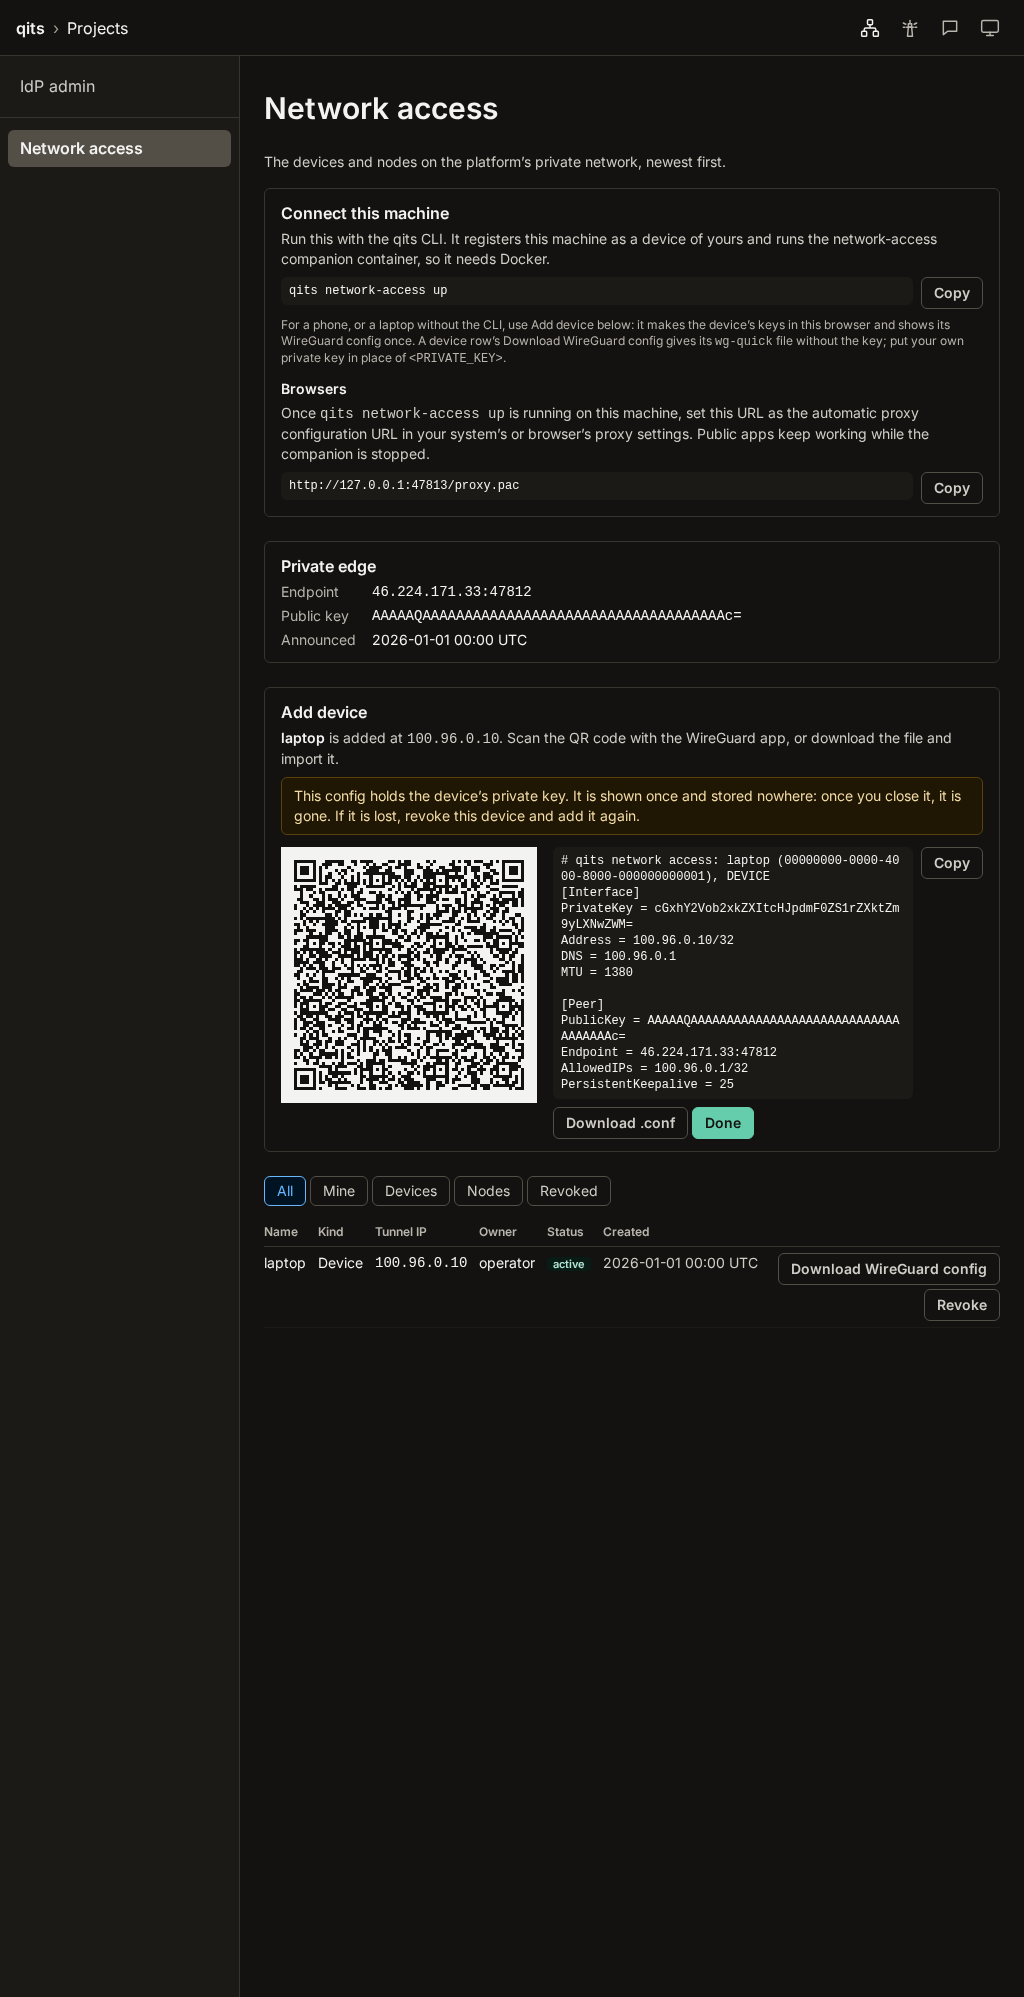 qits › Projects
IdP admin
Network access
Network access
The devices and nodes on the platform’s private network, newest first.
Connect this machine
Run this with the qits CLI. It registers this machine as a device of yours and runs the network-access
companion container, so it needs Docker.
qits network-access up
Copy
For a phone, or a laptop without the CLI, use Add device below: it makes the device’s keys in this browser and shows its
WireGuard config once. A device row’s Download WireGuard config gives its wg-quick file without the key; put your own
private key in place of <PRIVATE_KEY>.
Browsers
Once qits network-access up is running on this machine, set this URL as the automatic proxy
configuration URL in your system’s or browser’s proxy settings. Public apps keep working while the
companion is stopped.
http://127.0.0.1:47813/proxy.pac
Copy
Private edge
Endpoint 46.224.171.33:47812
Public key AAAAAQAAAAAAAAAAAAAAAAAAAAAAAAAAAAAAAAAAAAc=
Announced 2026-01-01 00:00 UTC
Add device
laptop is added at 100.96.0.10. Scan the QR code with the WireGuard app, or download the file and
import it.
This config holds the device’s private key. It is shown once and stored nowhere: once you close it, it is
gone. If it is lost, revoke this device and add it again.
# qits network access: laptop (00000000-0000-40
00-8000-000000000001), DEVICE
[Interface]
PrivateKey = cGxhY2Vob2xkZXItcHJpdmF0ZS1rZXktZm
9yLXNwZWM=
Address = 100.96.0.10/32
DNS = 100.96.0.1
MTU = 1380
[Peer]
PublicKey = AAAAAQAAAAAAAAAAAAAAAAAAAAAAAAAAAAA
AAAAAAAc=
Endpoint = 46.224.171.33:47812
AllowedIPs = 100.96.0.1/32
PersistentKeepalive = 25
Copy
Download .conf
Done
All Mine Devices Nodes Revoked
Name Kind Tunnel IP Owner Status Created
laptop Device 100.96.0.10 operator active 2026-01-01 00:00 UTC Download WireGuard config
Revoke